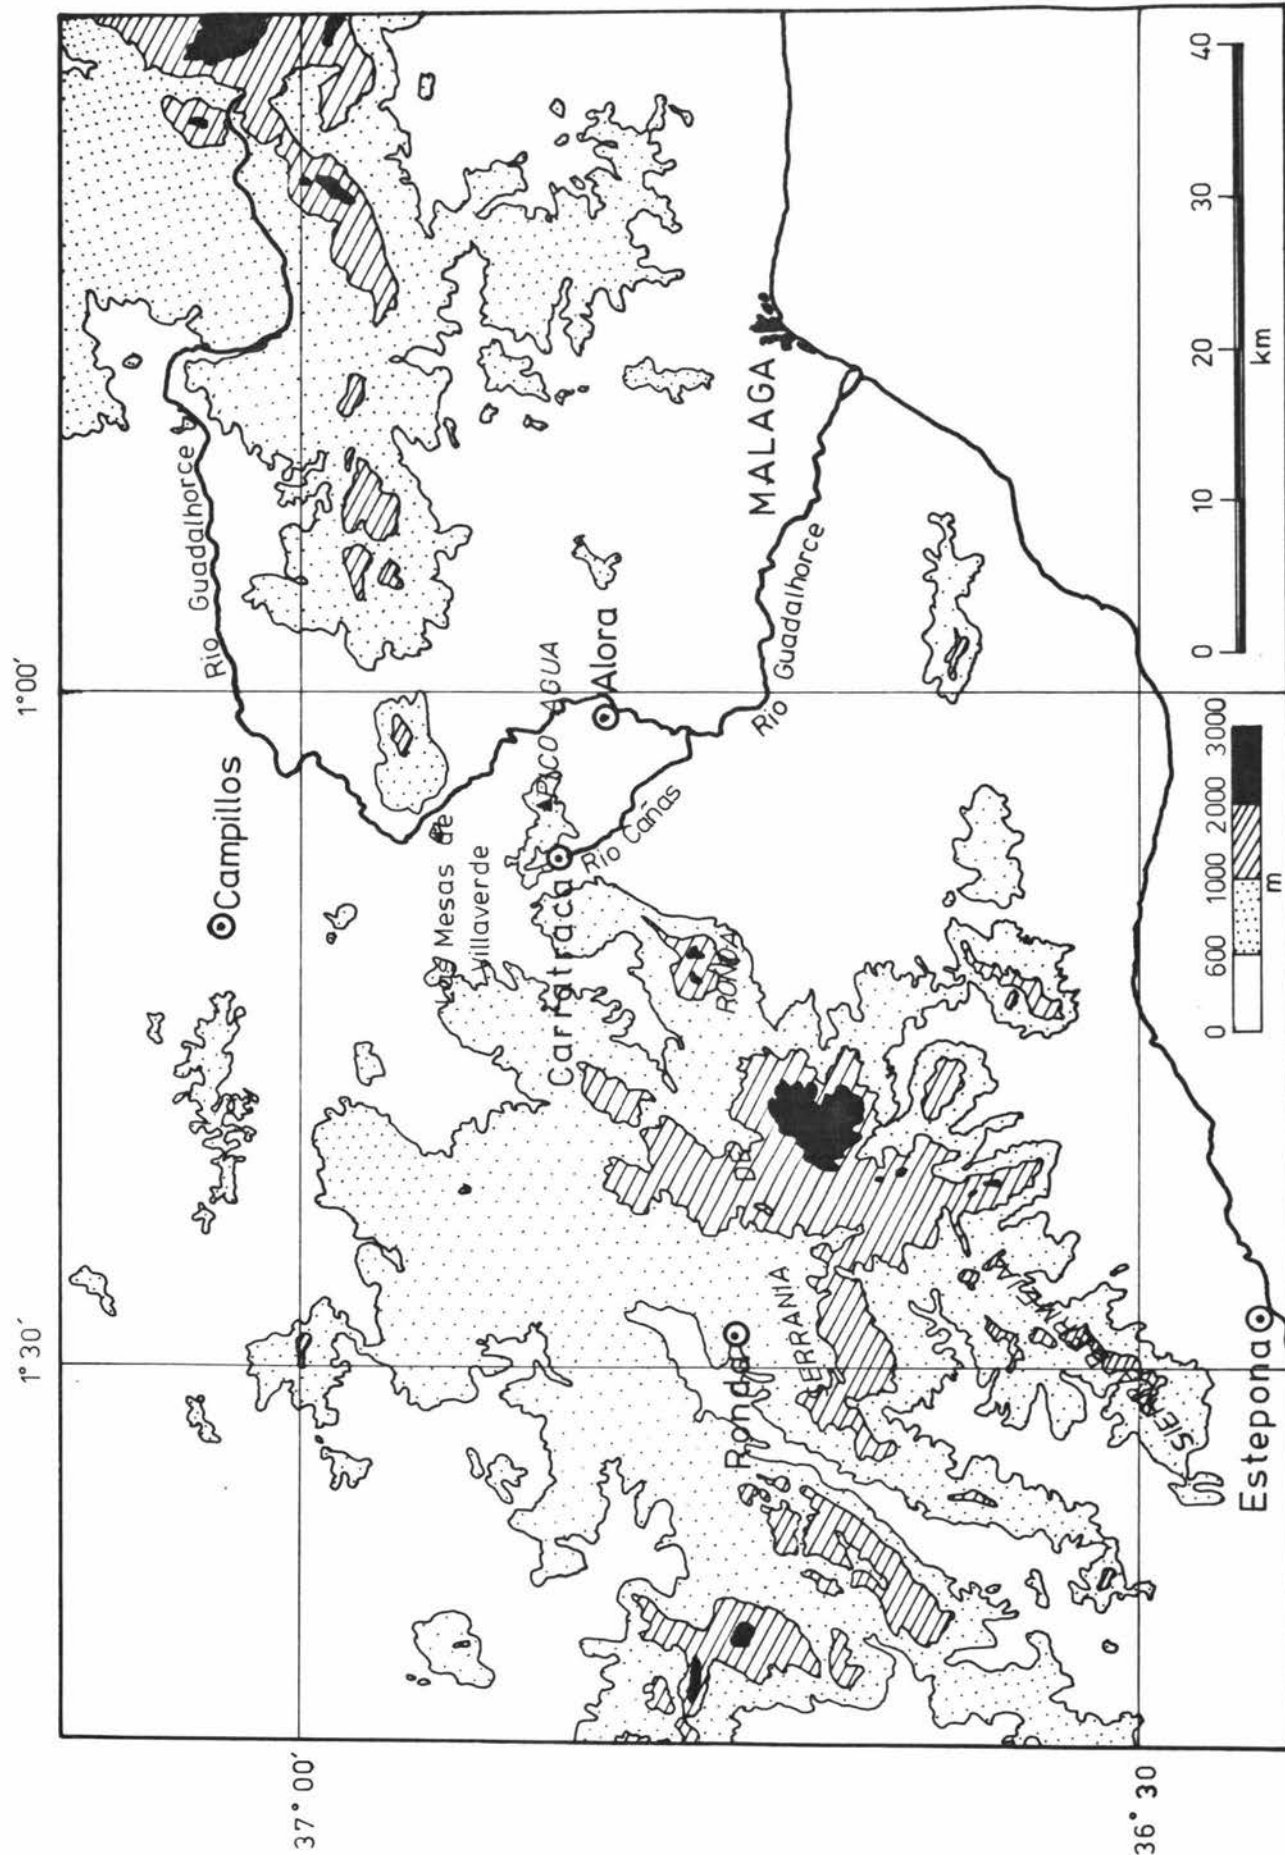 1°30′
1°00′
37° 00′
36° 30
Campillos
Rio Guadalhorce
Las Mesas de
Villaverde
PICO AGUA
Carratraca
Alora
Rio Cañas
RONDA
DE
Ronda
MALAGA
Rio Guadalhorce
SIERRA
Estepona
0 600 1000 2000 3000
m
0 10 20 30 40
km